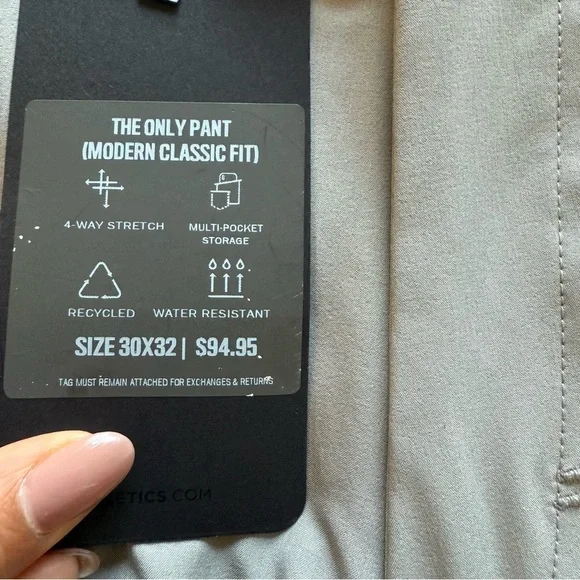 THE ONLY PANT
(MODERN CLASSIC FIT)
4-WAY STRETCH
MULTI-POCKET
STORAGE
RECYCLED
WATER RESISTANT
SIZE 30X32 | $94.95
TAG MUST REMAIN ATTACHED FOR EXCHANGES & RETURNS
ETICS.COM